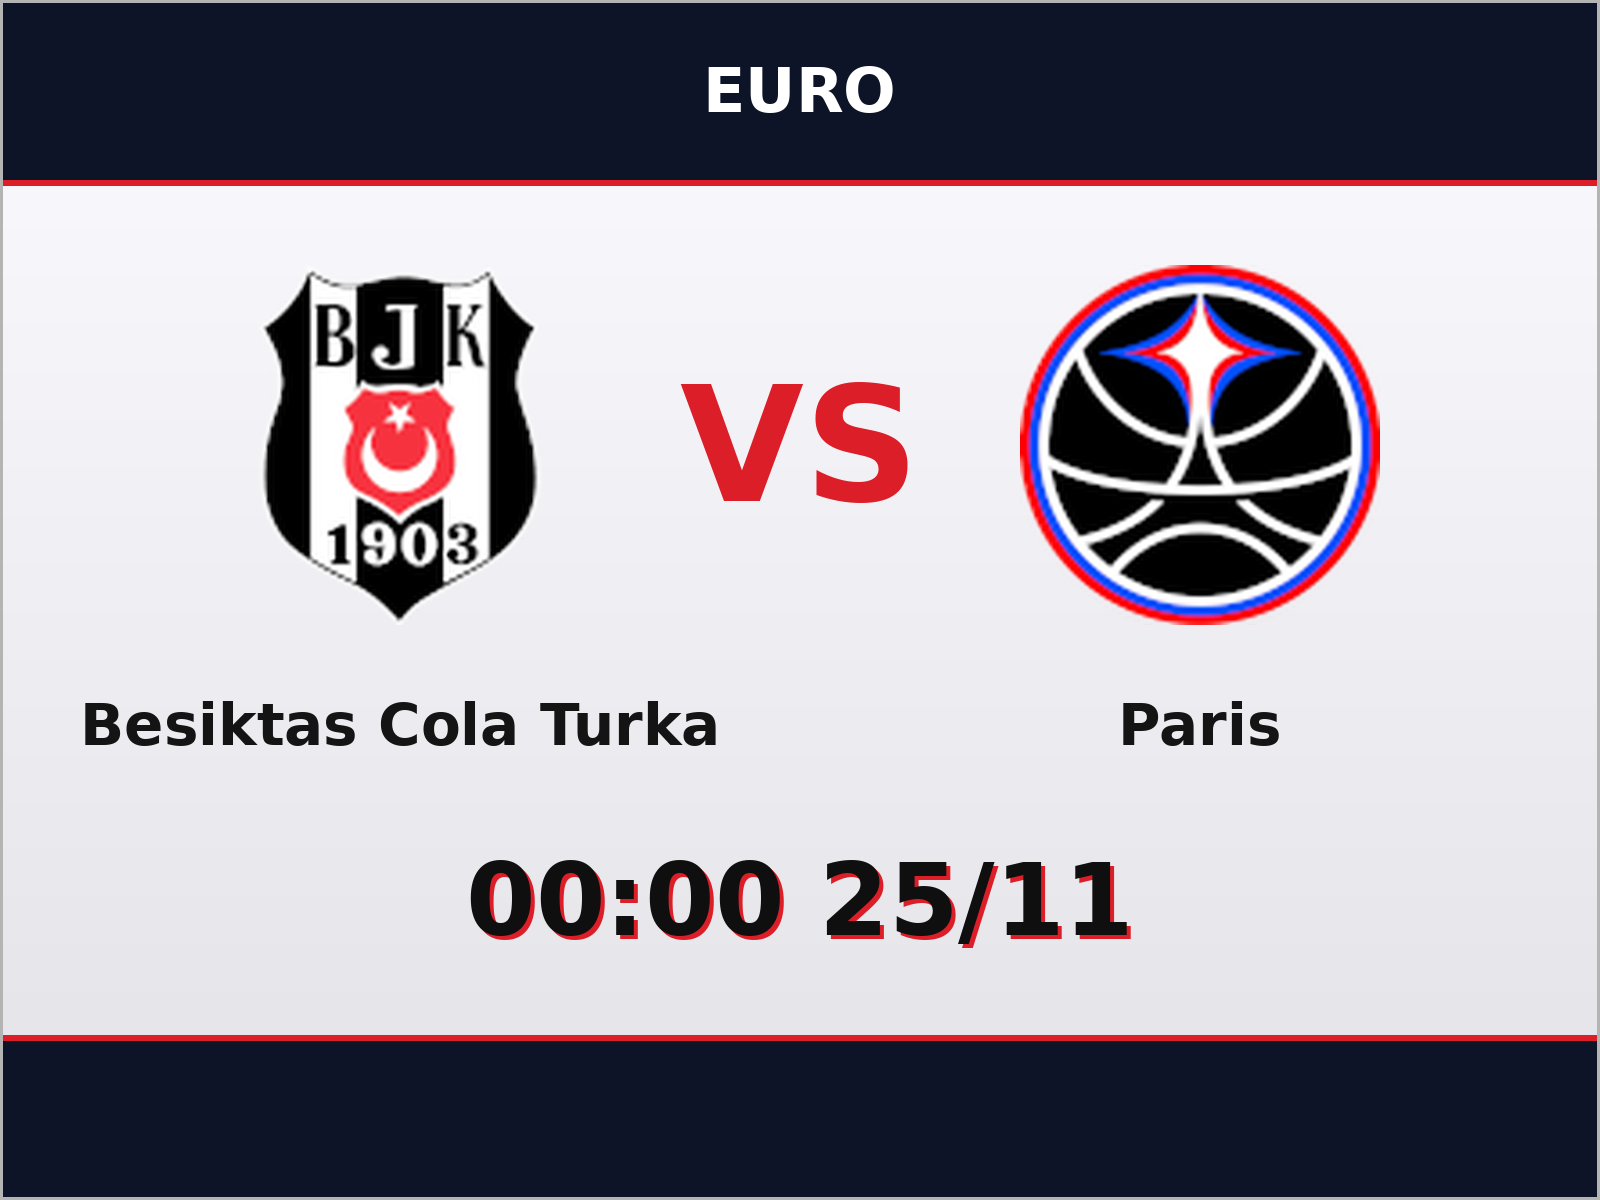 EURO
BJK
1903
VS
Besiktas Cola Turka
Paris
00:00 25/11